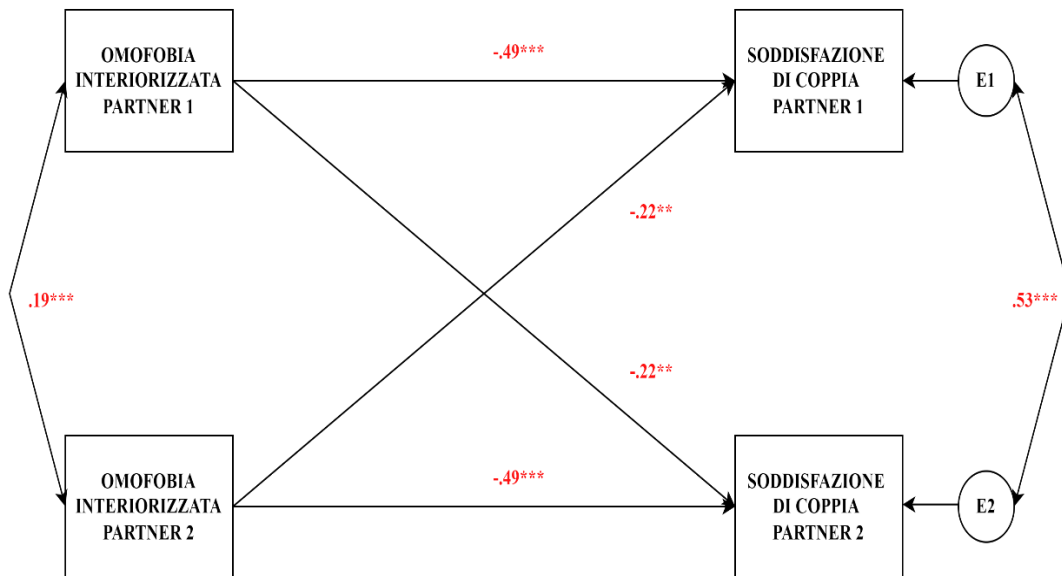 OMOFOBIA
INTERIORIZZATA
PARTNER 1
-.49***
SODDISFAZIONE
DI COPPIA
PARTNER 1
E1
-.22**
.19***
.53***
-.22**
OMOFOBIA
INTERIORIZZATA
PARTNER 2
-.49***
SODDISFAZIONE
DI COPPIA
PARTNER 2
E2